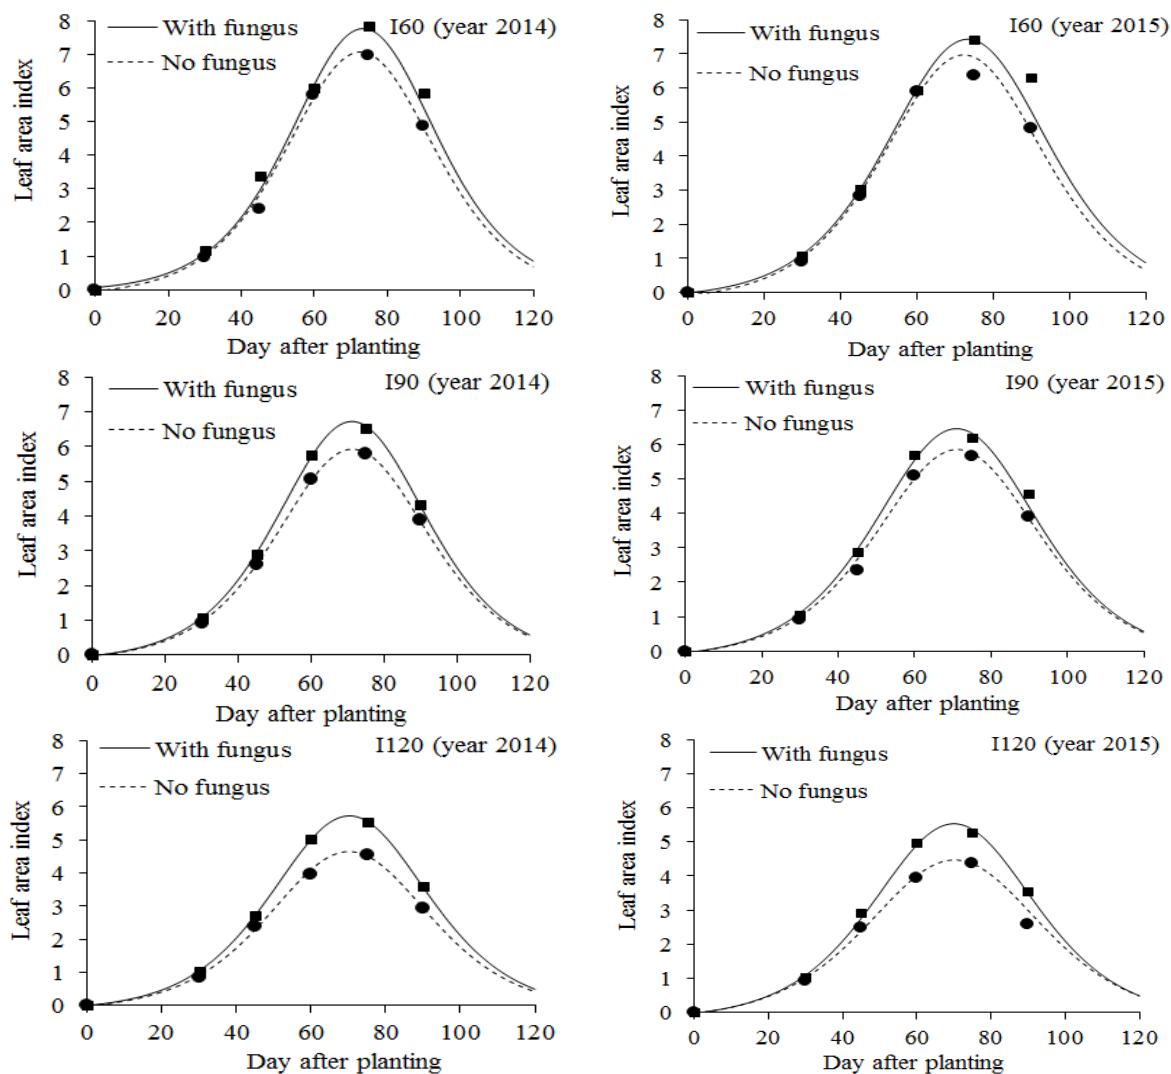 I60 (year 2014)
With fungus
No fungus
Leaf area index
8
7
6
5
4
3
2
1
0
0 20 40 60 80 100 120
Day after planting
I60 (year 2015)
With fungus
No fungus
Leaf area index
8
7
6
5
4
3
2
1
0
0 20 40 60 80 100 120
Day after planting
I90 (year 2014)
With fungus
No fungus
Leaf area index
8
7
6
5
4
3
2
1
0
0 20 40 60 80 100 120
Day after planting
I90 (year 2015)
With fungus
No fungus
Leaf area index
8
7
6
5
4
3
2
1
0
0 20 40 60 80 100 120
Day after planting
I120 (year 2014)
With fungus
No fungus
Leaf area index
8
7
6
5
4
3
2
1
0
0 20 40 60 80 100 120
Day after planting
I120 (year 2015)
With fungus
No fungus
Leaf area index
8
7
6
5
4
3
2
1
0
0 20 40 60 80 100 120
Day after planting